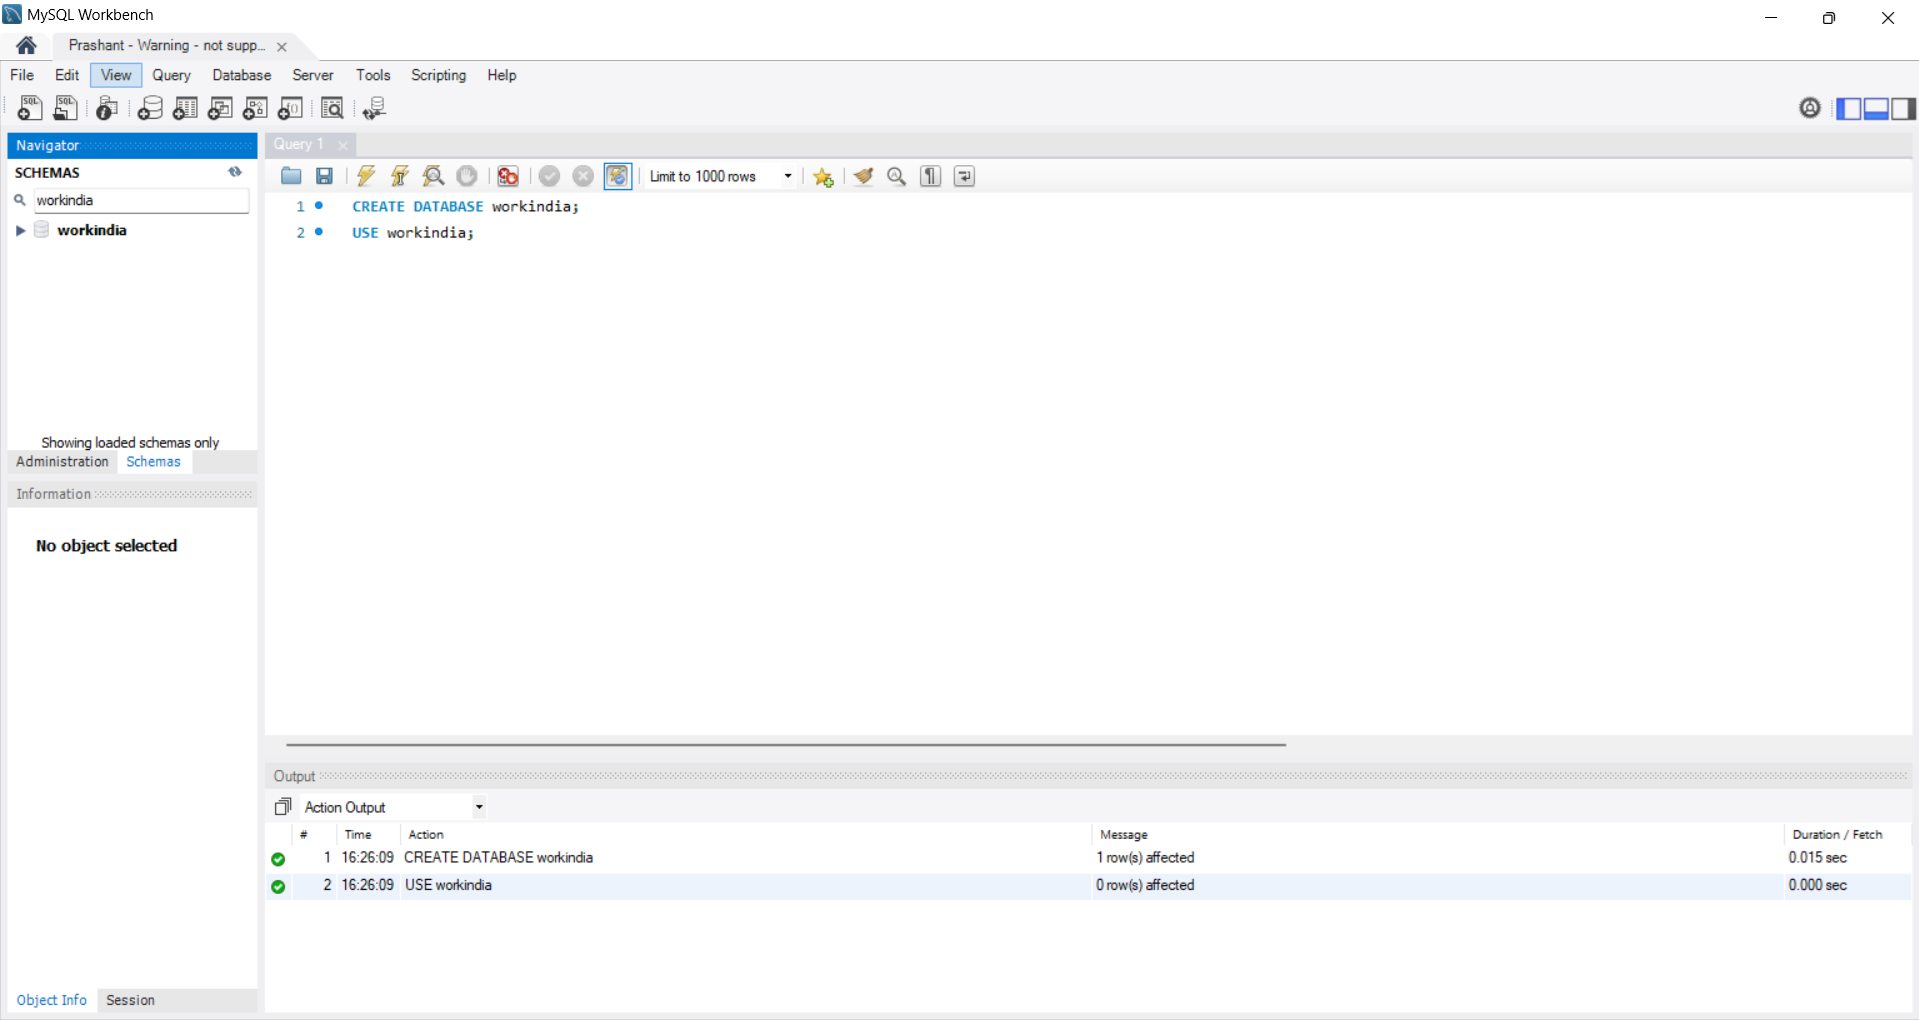 MySQL Workbench
Prashant - Warning - not supp...
File Edit View Query Database Server Tools Scripting Help
Navigator
SCHEMAS
workindia
workindia
Showing loaded schemas only
Administration Schemas
Information
No object selected
Object Info Session
Query 1
Limit to 1000 rows
1 CREATE DATABASE workindia;
2 USE workindia;
Output
Action Output
# Time Action Message Duration / Fetch
1 16:26:09 CREATE DATABASE workindia 1 row(s) affected 0.015 sec
2 16:26:09 USE workindia 0 row(s) affected 0.000 sec